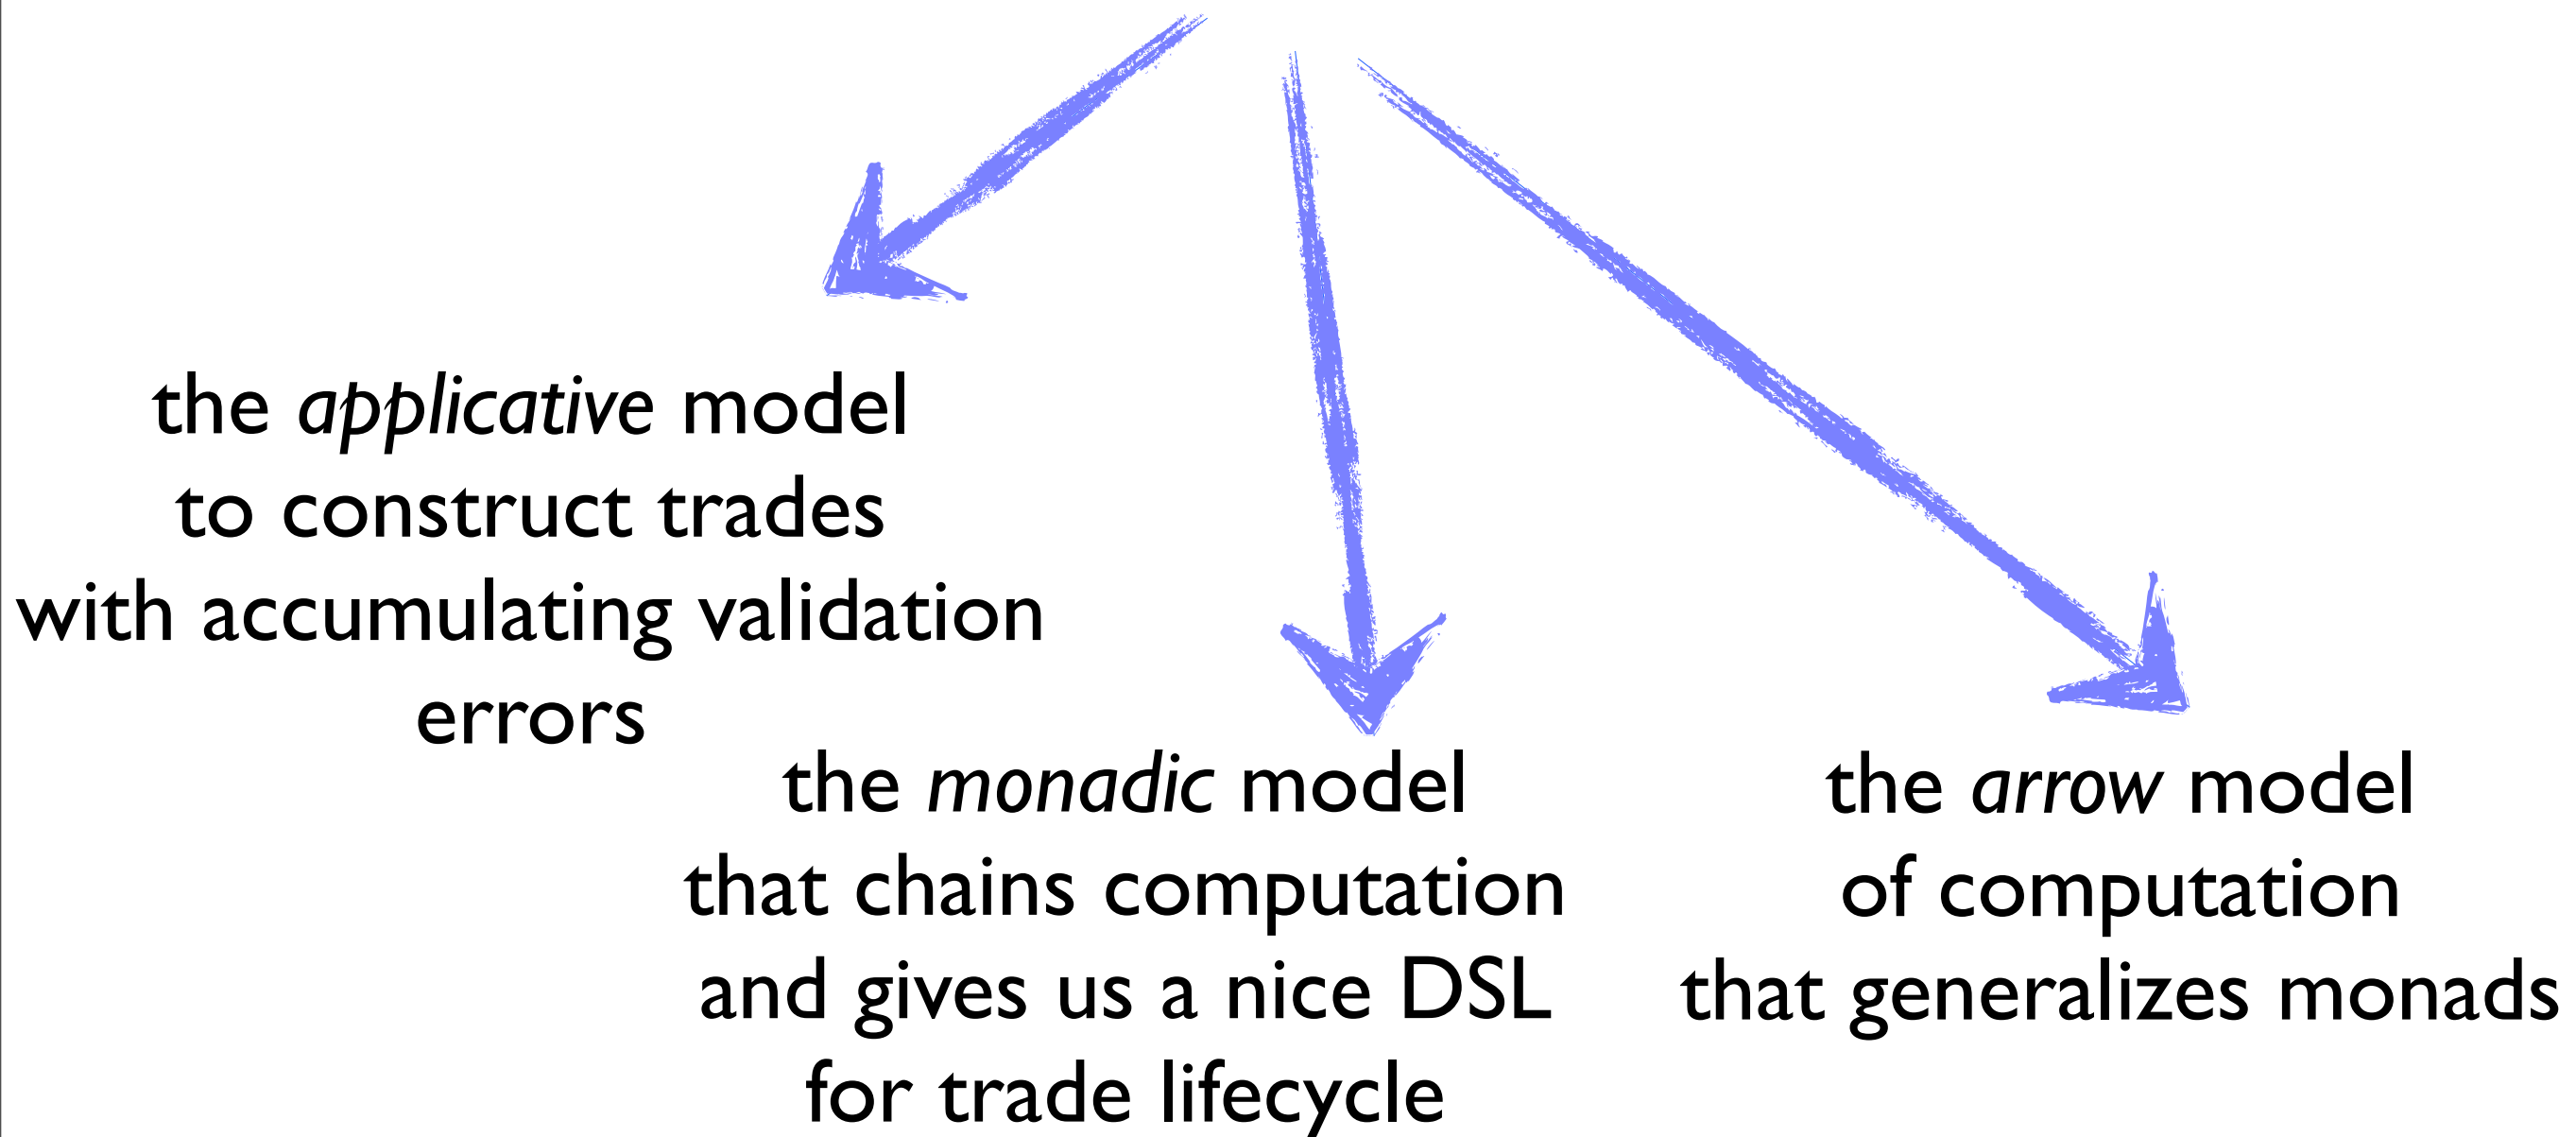 the applicative model
to construct trades
with accumulating validation
errors
the monadic model
that chains computation
and gives us a nice DSL
for trade lifecycle
the arrow model
of computation
that generalizes monads